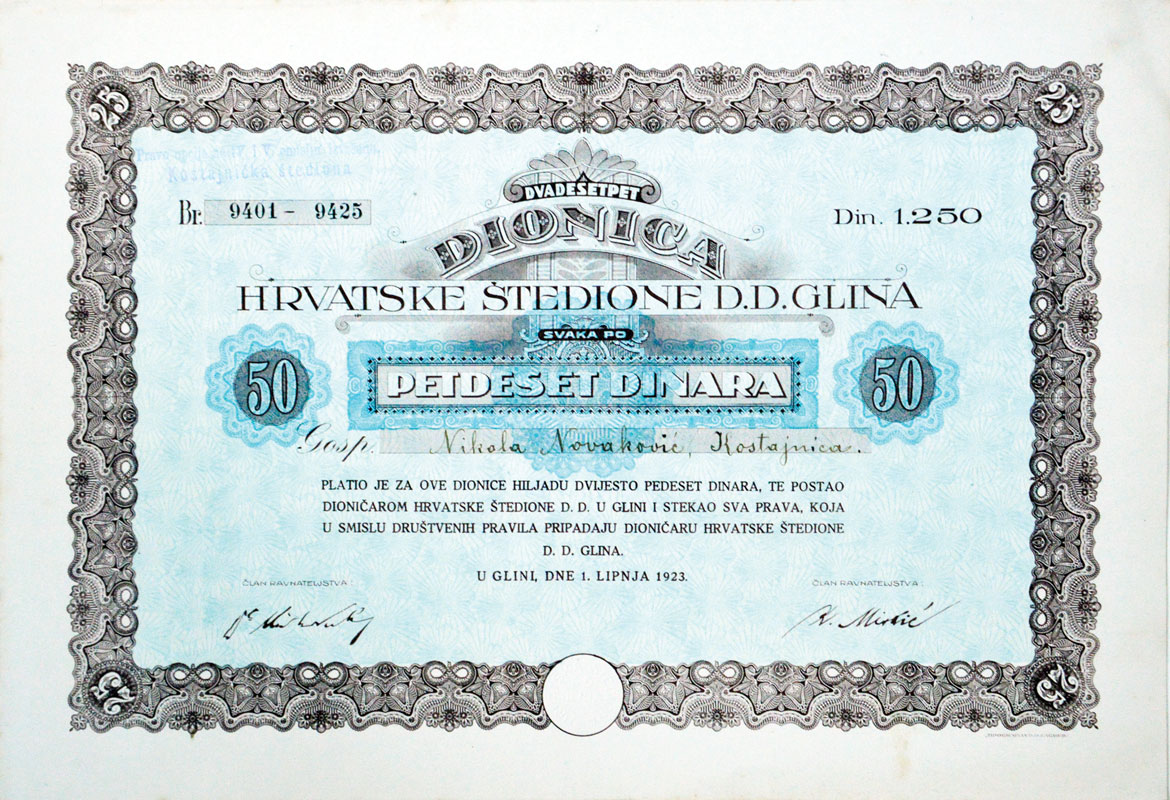 25
25
Kostajnička štediona
DVADESETPET
Br. 9401 - 9425
Din. 1.250
DIONICA
HRVATSKE ŠTEDIONE D.D. GLINA
SVAKA PO
50
PETDESET DINARA
50
Gosp. Nikola Novaković, Kostajnica.
PLATIO JE ZA OVE DIONICE HILJADU DVIJESTO PEDESET DINARA, TE POSTAO
DIONIČAROM HRVATSKE ŠTEDIONE D. D. U GLINI I STEKAO SVA PRAVA, KOJA
U SMISLU DRUŠTVENIH PRAVILA PRIPADAJU DIONIČARU HRVATSKE ŠTEDIONE
D. D. GLINA.
U GLINI, DNE 1. LIPNJA 1923.
ČLAN RAVNATELJSTVA:
ČLAN RAVNATELJSTVA:
25
25